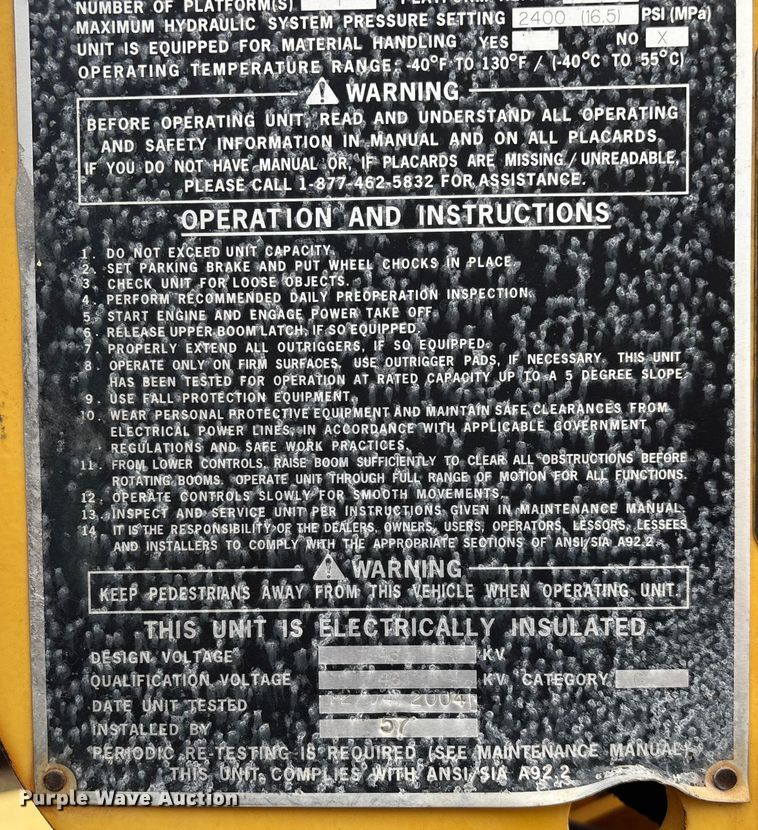 NUMBER OF PLATFORM(S) 1
MAXIMUM HYDRAULIC SYSTEM PRESSURE SETTING 2400 (16.5) PSI (MPa)
UNIT IS EQUIPPED FOR MATERIAL HANDLING YES NO X
OPERATING TEMPERATURE RANGE: -40°F TO 130°F / (-40°C TO 55°C)
WARNING
BEFORE OPERATING UNIT, READ AND UNDERSTAND ALL OPERATING
AND SAFETY INFORMATION IN MANUAL AND ON ALL PLACARDS.
IF YOU DO NOT HAVE MANUAL OR, IF PLACARDS ARE MISSING/UNREADABLE,
PLEASE CALL 1-877-462-5832 FOR ASSISTANCE.
OPERATION AND INSTRUCTIONS
1. DO NOT EXCEED UNIT CAPACITY.
2. SET PARKING BRAKE AND PUT WHEEL CHOCKS IN PLACE.
3. CHECK UNIT FOR LOOSE OBJECTS.
4. PERFORM RECOMMENDED DAILY PREOPERATION INSPECTION.
5. START ENGINE AND ENGAGE POWER TAKE OFF.
6. RELEASE UPPER BOOM LATCH, IF SO EQUIPPED.
7. PROPERLY EXTEND ALL OUTRIGGERS, IF SO EQUIPPED.
8. OPERATE ONLY ON FIRM SURFACES. USE OUTRIGGER PADS, IF NECESSARY. THIS UNIT
HAS BEEN TESTED FOR OPERATION AT RATED CAPACITY UP TO A 5 DEGREE SLOPE.
9. USE FALL PROTECTION EQUIPMENT.
10. WEAR PERSONAL PROTECTIVE EQUIPMENT AND MAINTAIN SAFE CLEARANCES FROM
ELECTRICAL POWER LINES, IN ACCORDANCE WITH APPLICABLE GOVERNMENT
REGULATIONS AND SAFE WORK PRACTICES.
11. FROM LOWER CONTROLS, RAISE BOOM SUFFICIENTLY TO CLEAR ALL OBSTRUCTIONS BEFORE
ROTATING BOOMS. OPERATE UNIT THROUGH FULL RANGE OF MOTION FOR ALL FUNCTIONS.
12. OPERATE CONTROLS SLOWLY FOR SMOOTH MOVEMENTS.
13. INSPECT AND SERVICE UNIT PER INSTRUCTIONS GIVEN IN MAINTENANCE MANUAL.
14. IT IS THE RESPONSIBILITY OF THE DEALERS, OWNERS, USERS, OPERATORS, LESSORS, LESSEES
AND INSTALLERS TO COMPLY WITH THE APPROPRIATE SECTIONS OF ANSI/SIA A92.2.
WARNING
KEEP PEDESTRIANS AWAY FROM THIS VEHICLE WHEN OPERATING UNIT.
THIS UNIT IS ELECTRICALLY INSULATED
DESIGN VOLTAGE 46 KV
QUALIFICATION VOLTAGE 46 KV CATEGORY
DATE UNIT TESTED 2004
INSTALLED BY 57
PERIODIC RE-TESTING IS REQUIRED (SEE MAINTENANCE MANUAL).
THIS UNIT COMPLIES WITH ANSI/SIA A92.2
Purple Wave Auction